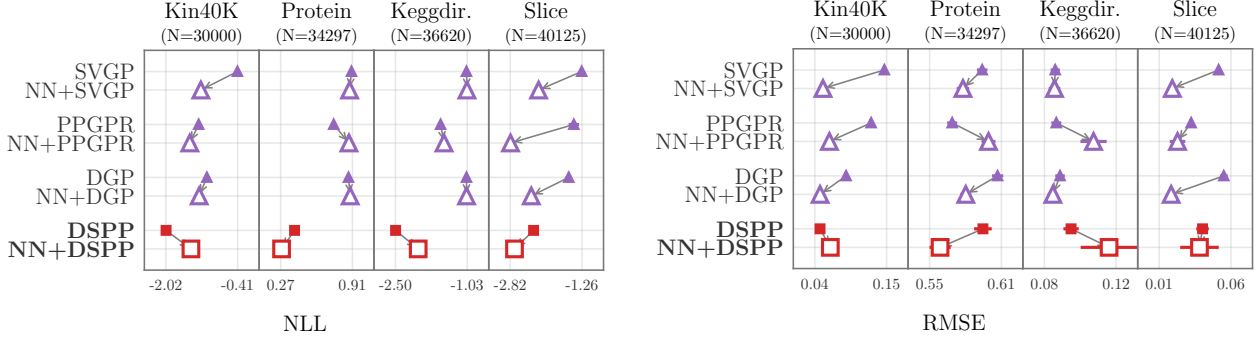 Kin40K Protein Keggdir. Slice
(N=30000) (N=34297) (N=36620) (N=40125)
SVGP
NN+SVGP
PPGPR
NN+PPGPR
DGP
NN+DGP
DSPP
NN+DSPP
-2.02 -0.41 0.27 0.91 -2.50 -1.03 -2.82 -1.26
NLL
Kin40K Protein Keggdir. Slice
(N=30000) (N=34297) (N=36620) (N=40125)
SVGP
NN+SVGP
PPGPR
NN+PPGPR
DGP
NN+DGP
DSPP
NN+DSPP
0.04 0.15 0.55 0.61 0.08 0.12 0.01 0.06
RMSE